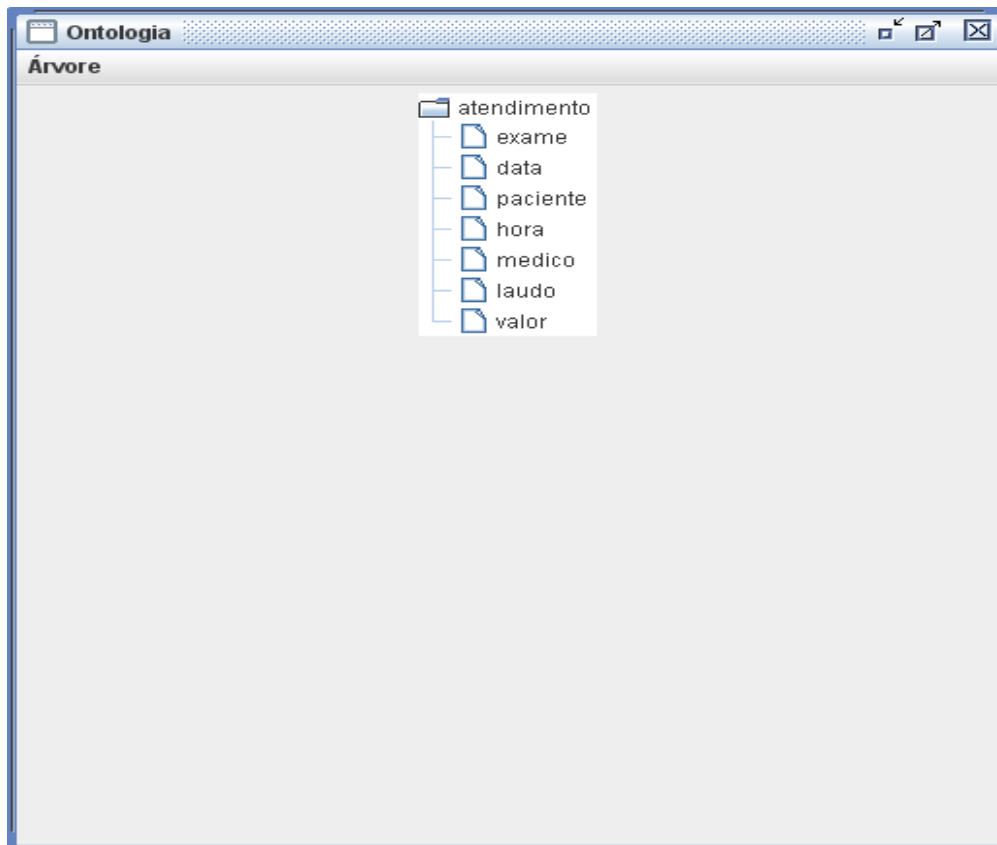 Ontologia
Árvore
atendimento
exame
data
paciente
hora
medico
laudo
valor